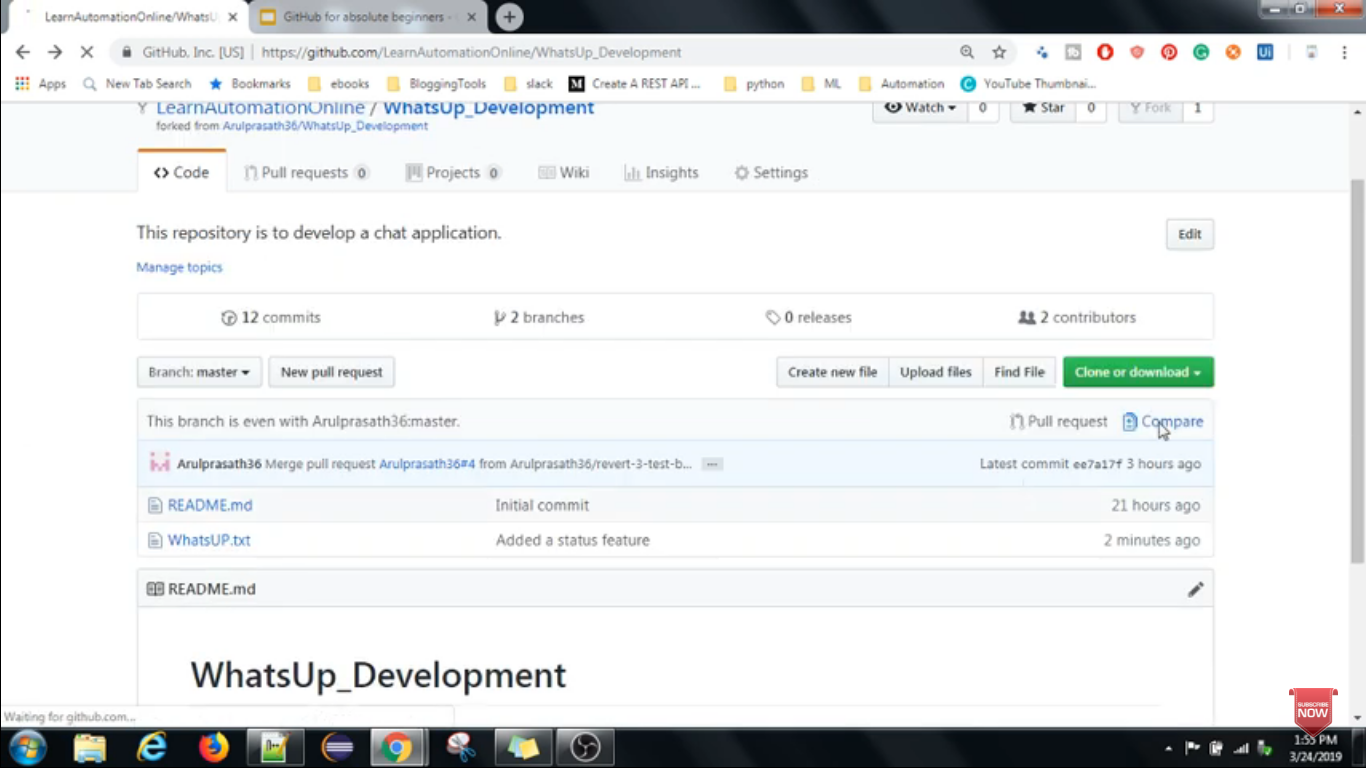 LearnAutomationOnline/WhatsU
GitHub for absolute beginners -
GitHub, Inc. [US] | https://github.com/LearnAutomationOnline/WhatsUp_Development
Apps New Tab Search Bookmarks ebooks BloggingTools slack M Create A REST API ... python ML Automation C YouTube Thumbnai...
LearnAutomationOnline / WhatsUp_Development Watch 0 Star 0 Fork 1
forked from Arulprasath36/WhatsUp_Development
<> Code Pull requests 0 Projects 0 Wiki Insights Settings
This repository is to develop a chat application. Edit
Manage topics
12 commits 2 branches 0 releases 2 contributors
Branch: master New pull request Create new file Upload files Find File Clone or download
This branch is even with Arulprasath36:master. Pull request Compare
Arulprasath36 Merge pull request Arulprasath36#4 from Arulprasath36/revert-3-test-b... ... Latest commit ee7a17f 3 hours ago
README.md Initial commit 21 hours ago
WhatsUP.txt Added a status feature 2 minutes ago
README.md
WhatsUp_Development
Waiting for github.com...
SUBSCRIBE
NOW
1:55 PM
3/24/2019